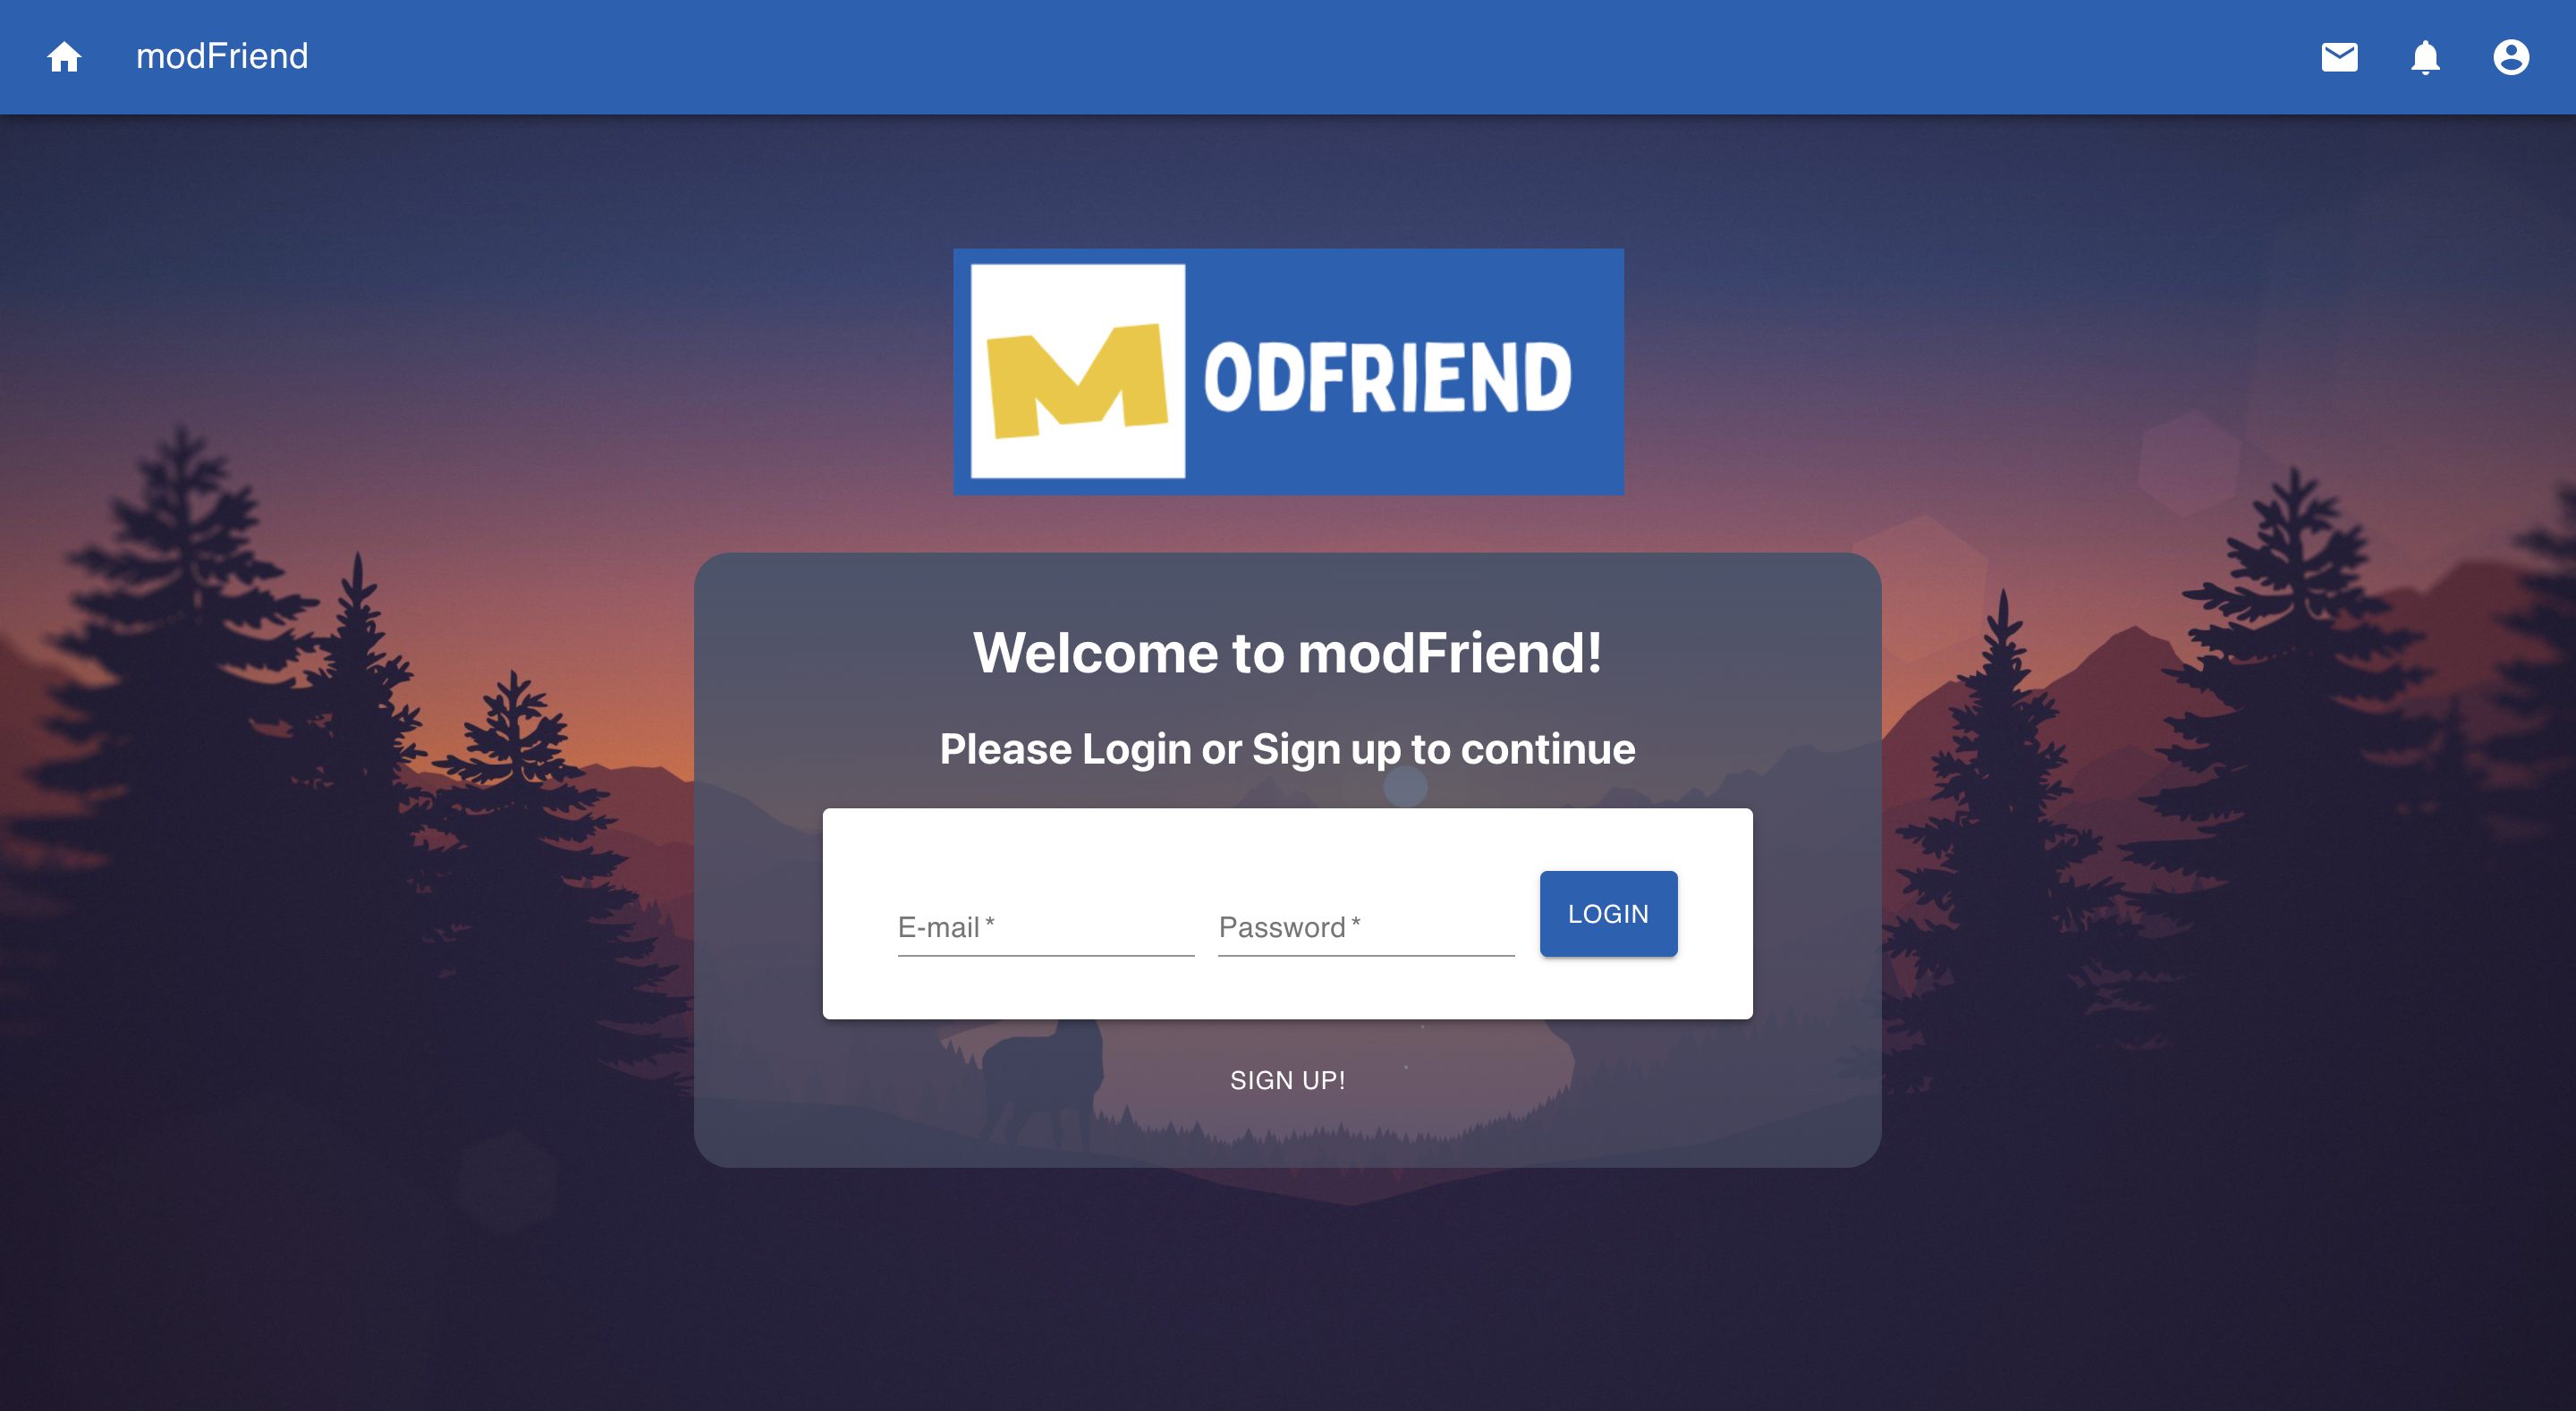 modFriend
MODFRIEND
Welcome to modFriend!
Please Login or Sign up to continue
E-mail *
Password *
LOGIN
SIGN UP!